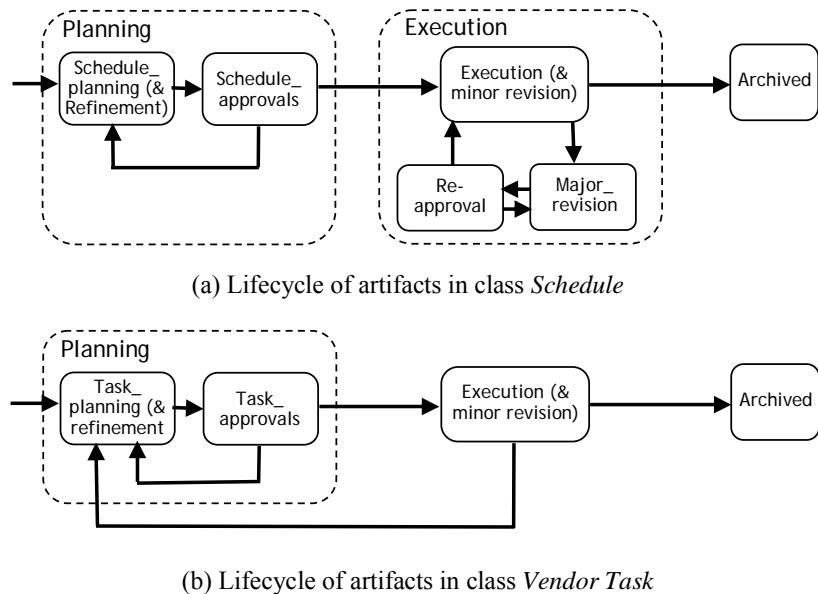 Planning
Execution
Schedule_
planning (&
Refinement)
Schedule_
approvals
Execution (&
minor revision)
Archived
Re-
approval
Major_
revision
(a) Lifecycle of artifacts in class Schedule
Planning
Task_
planning (&
refinement
Task_
approvals
Execution (&
minor revision)
Archived
(b) Lifecycle of artifacts in class Vendor Task